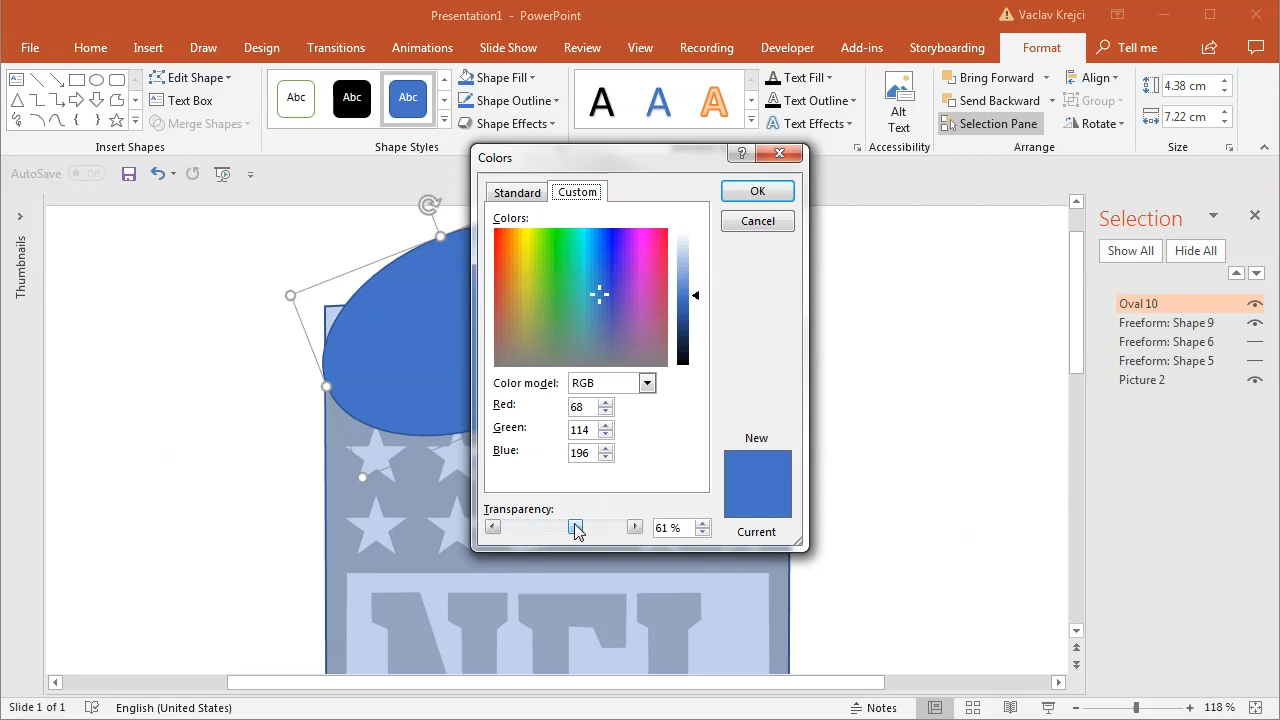 Presentation1 - PowerPoint
Vaclav Krejci
File Home Insert Draw Design Transitions Animations Slide Show Review View Recording Developer Add-ins Storyboarding Format Tell me
Edit Shape
Text Box
Merge Shapes
Insert Shapes
Abc Abc Abc
Shape Fill
Shape Outline
Shape Effects
Shape Styles
A A A
Text Fill
Text Outline
Text Effects
Alt
Text
Accessibility
Bring Forward
Send Backward
Selection Pane
Align
Group
Rotate
Arrange
4.38 cm
7.22 cm
Size
AutoSave Off
Thumbnails
Colors
Standard Custom
OK
Cancel
Colors:
Color model: RGB
Red: 68
Green: 114
Blue: 196
New
Current
Transparency:
61 %
NFL
Selection
Show All Hide All
Oval 10
Freeform: Shape 9
Freeform: Shape 6
Freeform: Shape 5
Picture 2
Slide 1 of 1 English (United States) Notes 118 %